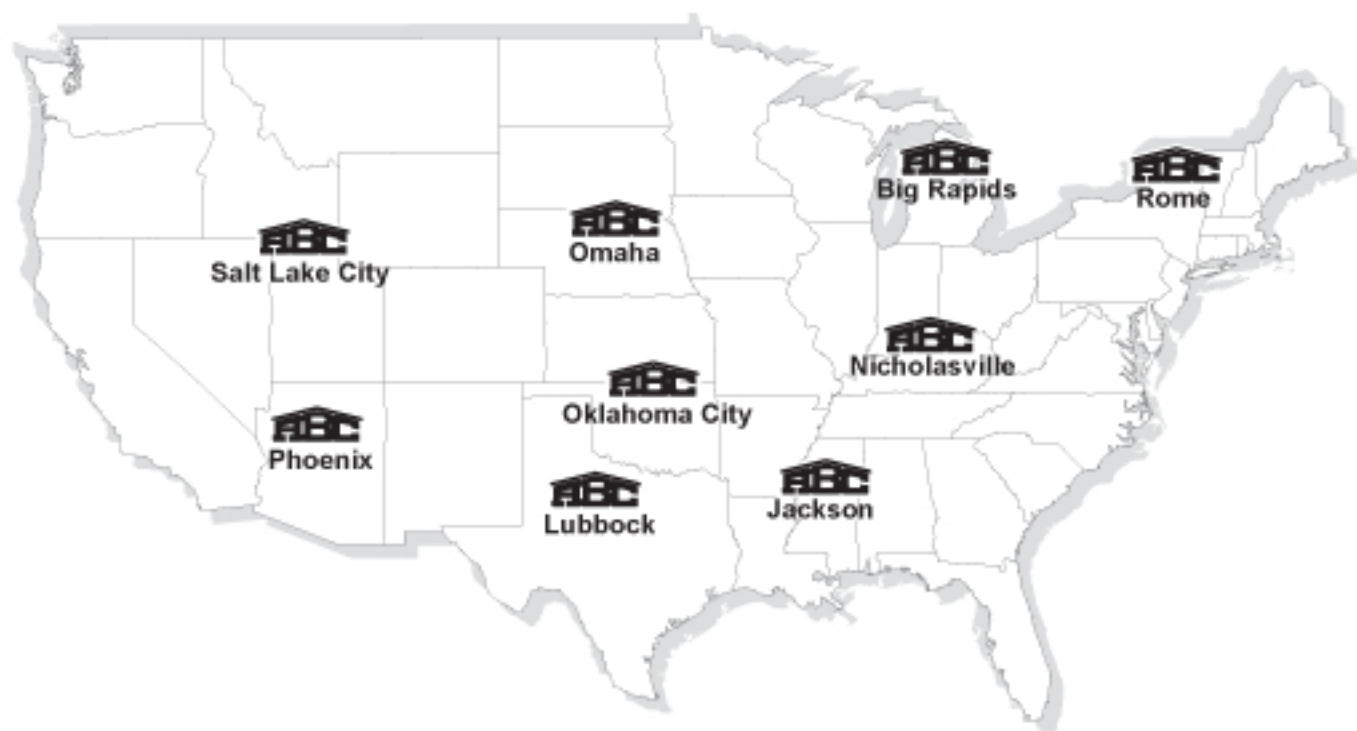 ABC
Big Rapids
ABC
Rome
ABC
Omaha
ABC
Salt Lake City
ABC
Nicholasville
ABC
Oklahoma City
ABC
Phoenix
ABC
Jackson
ABC
Lubbock